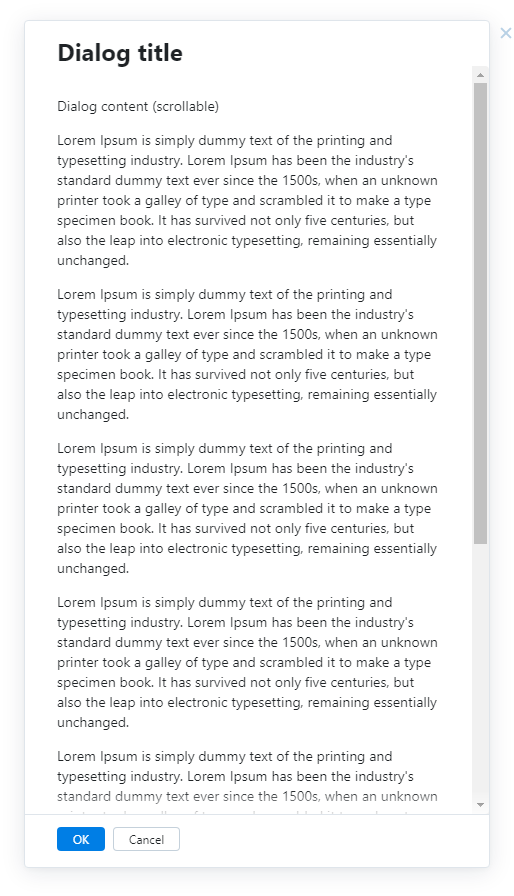 Dialog title
Dialog content (scrollable)
Lorem Ipsum is simply dummy text of the printing and
typesetting industry. Lorem Ipsum has been the industry's
standard dummy text ever since the 1500s, when an unknown
printer took a galley of type and scrambled it to make a type
specimen book. It has survived not only five centuries, but
also the leap into electronic typesetting, remaining essentially
unchanged.
Lorem Ipsum is simply dummy text of the printing and
typesetting industry. Lorem Ipsum has been the industry's
standard dummy text ever since the 1500s, when an unknown
printer took a galley of type and scrambled it to make a type
specimen book. It has survived not only five centuries, but
also the leap into electronic typesetting, remaining essentially
unchanged.
Lorem Ipsum is simply dummy text of the printing and
typesetting industry. Lorem Ipsum has been the industry's
standard dummy text ever since the 1500s, when an unknown
printer took a galley of type and scrambled it to make a type
specimen book. It has survived not only five centuries, but
also the leap into electronic typesetting, remaining essentially
unchanged.
Lorem Ipsum is simply dummy text of the printing and
typesetting industry. Lorem Ipsum has been the industry's
standard dummy text ever since the 1500s, when an unknown
printer took a galley of type and scrambled it to make a type
specimen book. It has survived not only five centuries, but
also the leap into electronic typesetting, remaining essentially
unchanged.
Lorem Ipsum is simply dummy text of the printing and
typesetting industry. Lorem Ipsum has been the industry's
standard dummy text ever since the 1500s, when an unknown
OK
Cancel